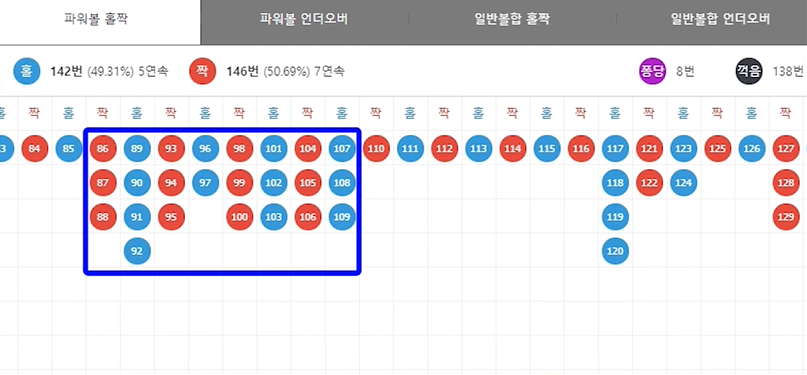 파워볼 홀짝 파워볼 언더오버 일반볼합 홀짝 일반볼합 언더오버
홀 142번 (49.31%) 5연속 짝 146번 (50.69%) 7연속 퐁당 8번 꺽음 138번
홀 짝 홀 짝 홀 짝 홀 짝 홀 짝 홀 짝 홀 짝 홀 짝 홀 짝 홀 짝 홀 짝 홀 짝
3 84 85 86 89 93 96 98 101 104 107 110 111 112 113 114 115 116 117 121 123 125 126 127
87 90 94 97 99 102 105 108 118 122 124 128
88 91 95 100 103 106 109 119 129
92 120